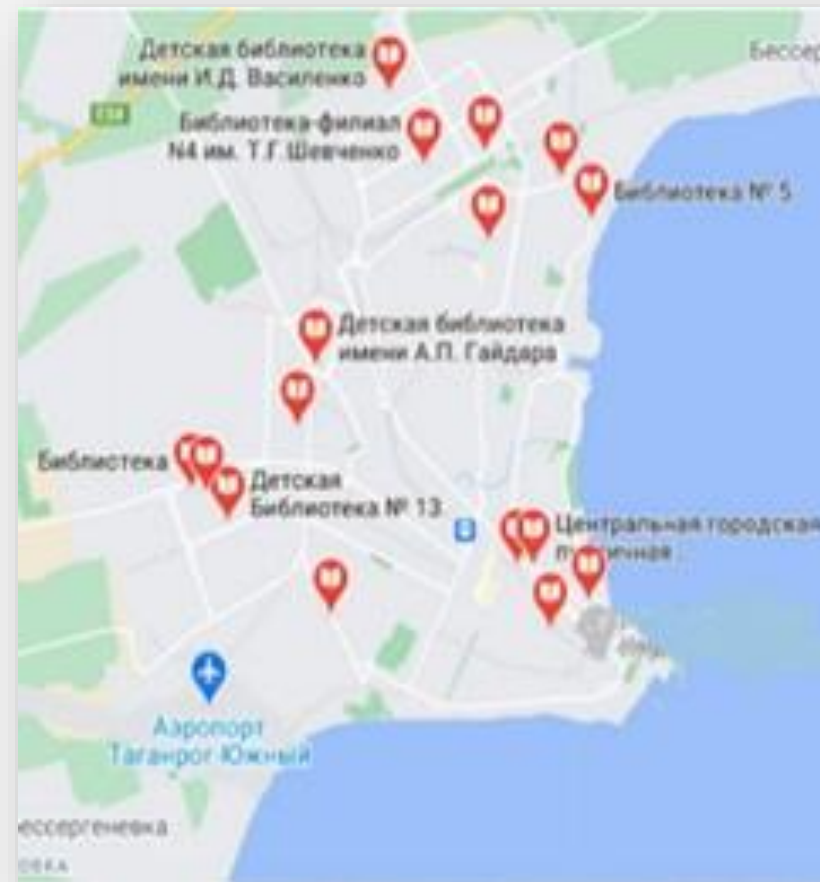 Детская библиотека
имени И.Д. Василенко
Бессер
Библиотека-филиал
N4 им. Т.Г.Шевченко
Библиотека № 5
Детская библиотека
имени А.П. Гайдара
Библиотека
Детская
Библиотека № 13
Центральная городская
Аэропорт
Таганрог-Южный
ессергеневка
ОВКА